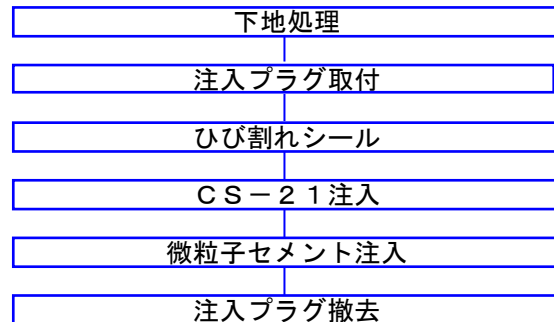 下地処理
注入プラグ取付
ひび割れシール
ＣＳ－２１注入
微粒子セメント注入
注入プラグ撤去